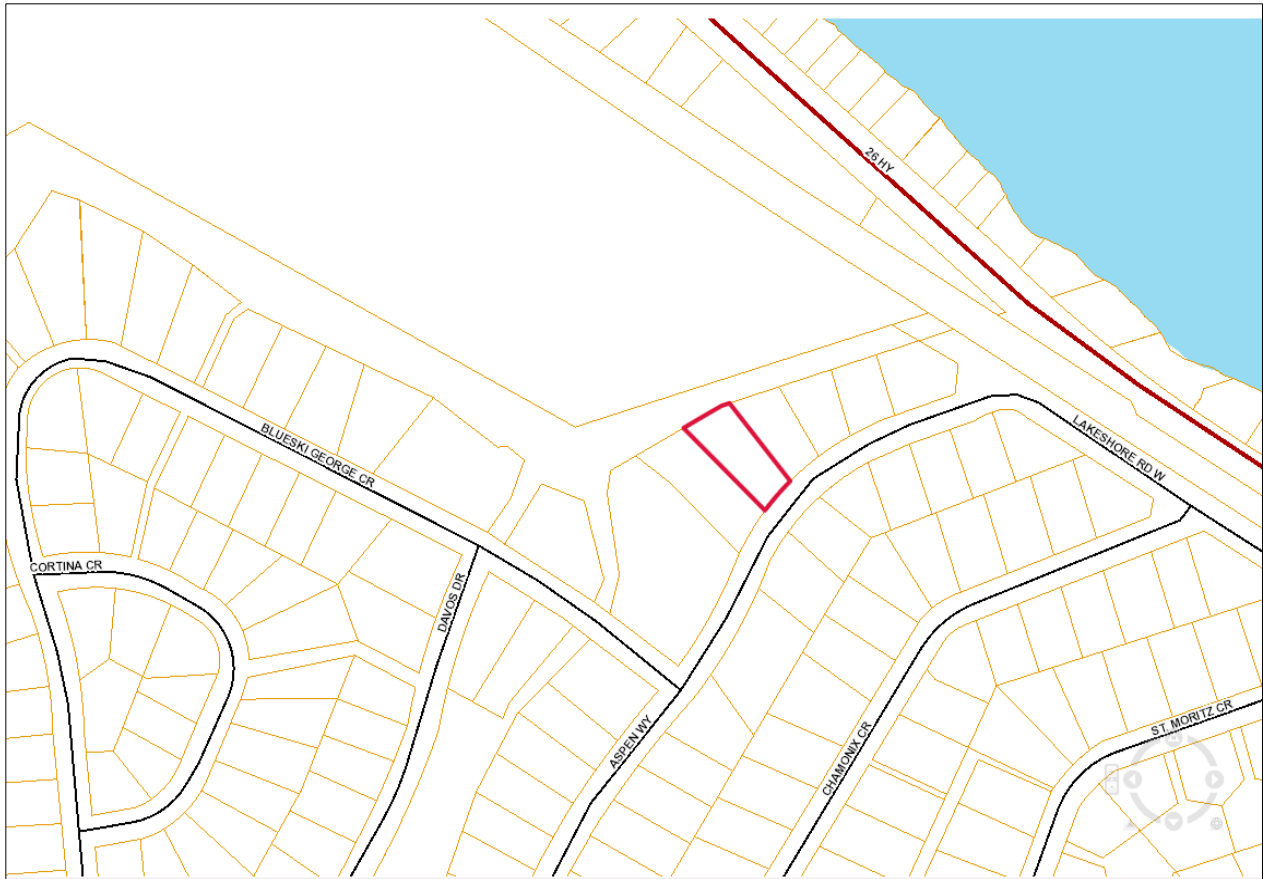 26 HY
LAKESHORE RD W
BLUESKI GEORGE CR
CORTINA CR
DAVOS DR
ASPEN WY
CHAMONIX CR
ST. MORITZ CR